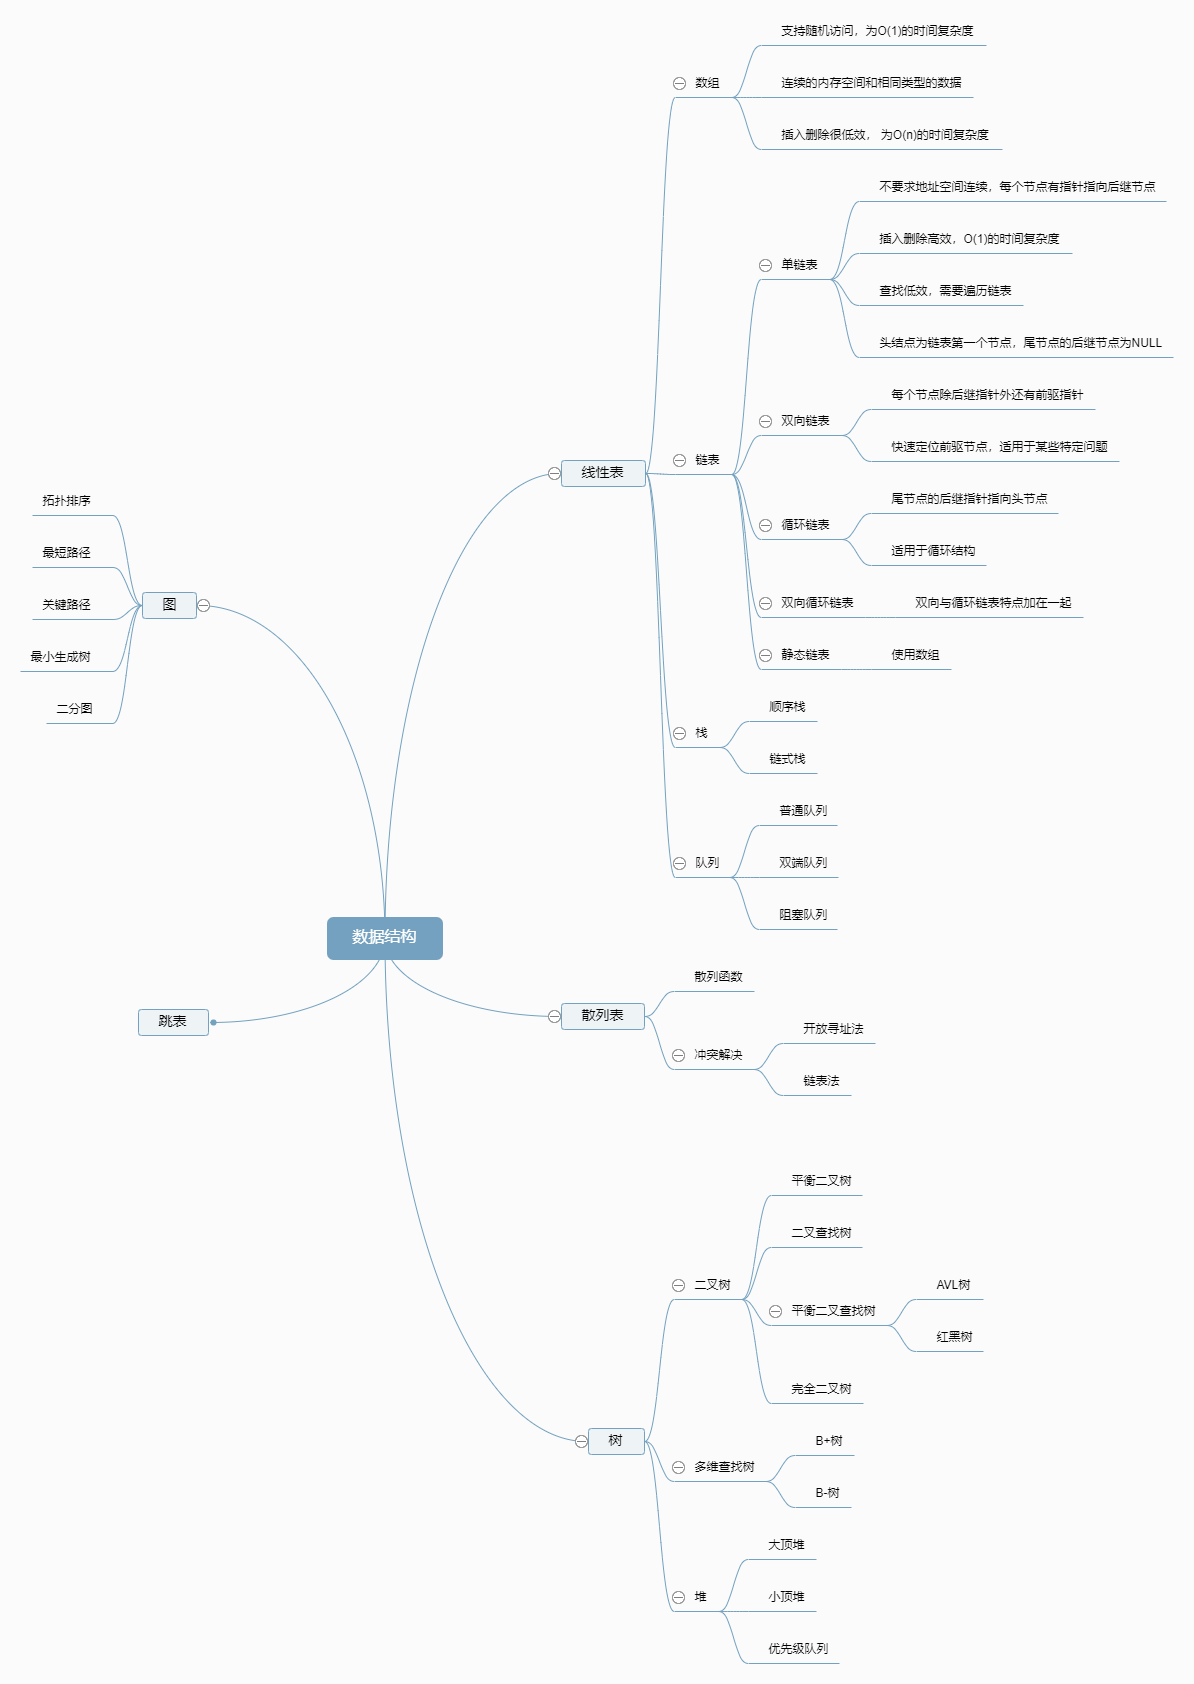 数据结构
线性表
数组
支持随机访问，为O(1)的时间复杂度
连续的内存空间和相同类型的数据
插入删除很低效， 为O(n)的时间复杂度
链表
单链表
不要求地址空间连续，每个节点有指针指向后继节点
插入删除高效，O(1)的时间复杂度
查找低效，需要遍历链表
头结点为链表第一个节点，尾节点的后继节点为NULL
双向链表
每个节点除后继指针外还有前驱指针
快速定位前驱节点，适用于某些特定问题
循环链表
尾节点的后继指针指向头节点
适用于循环结构
双向循环链表
双向与循环链表特点加在一起
静态链表
使用数组
栈
顺序栈
链式栈
队列
普通队列
双端队列
阻塞队列
散列表
散列函数
冲突解决
开放寻址法
链表法
树
二叉树
平衡二叉树
二叉查找树
平衡二叉查找树
AVL树
红黑树
完全二叉树
多维查找树
B+树
B-树
堆
大顶堆
小顶堆
优先级队列
图
拓扑排序
最短路径
关键路径
最小生成树
二分图
跳表